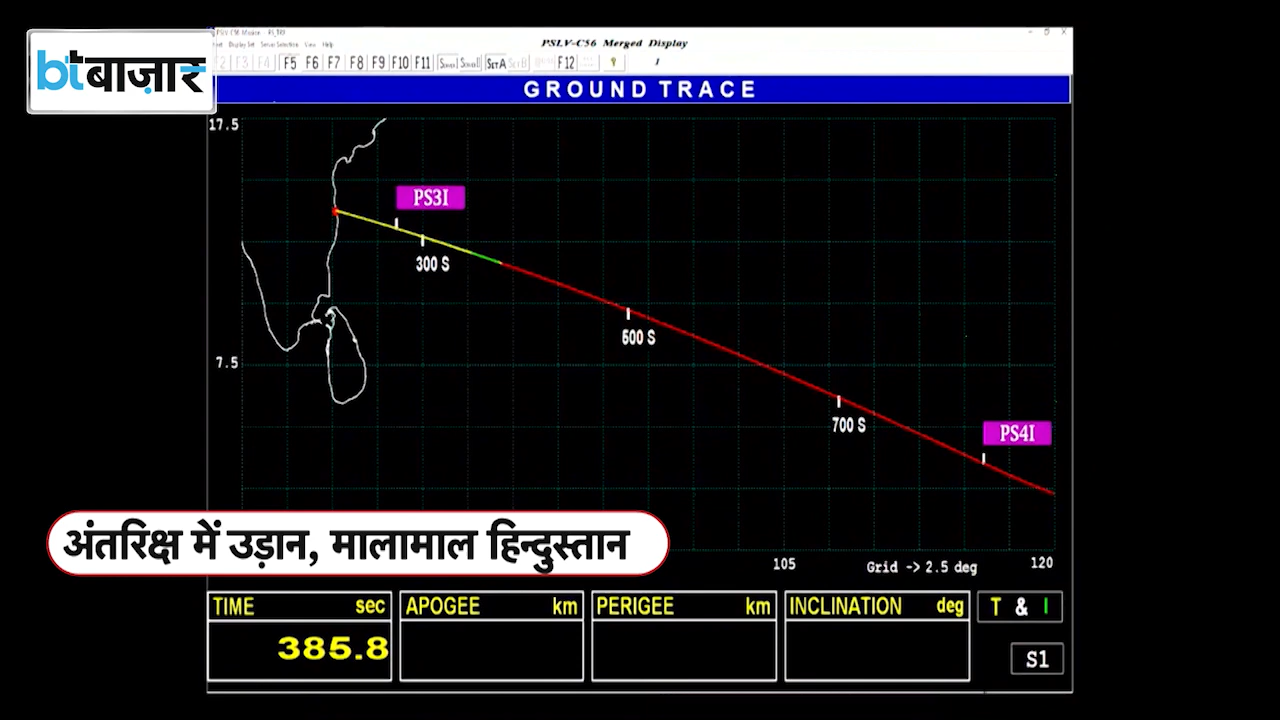 btबाज़ार
PSLV-C56 Merged Display
F5 F6 F7 F8 F9 F10 F11 SETA F12
GROUND TRACE
17.5
PS3I
300 S
7.5
500 S
700 S
PS4I
अंतरिक्ष में उड़ान, मालामाल हिन्दुस्तान
105
Grid -> 2.5 deg
120
TIME sec APOGEE km PERIGEE km INCLINATION deg T & I
385.8
S1